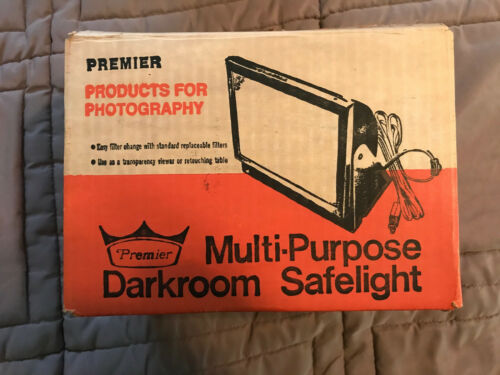 PREMIER
PRODUCTS FOR
PHOTOGRAPHY
• Easy filter change with standard replaceable filters
• Use as a transparency viewer or retouching table
Premier
Multi-Purpose
Darkroom Safelight